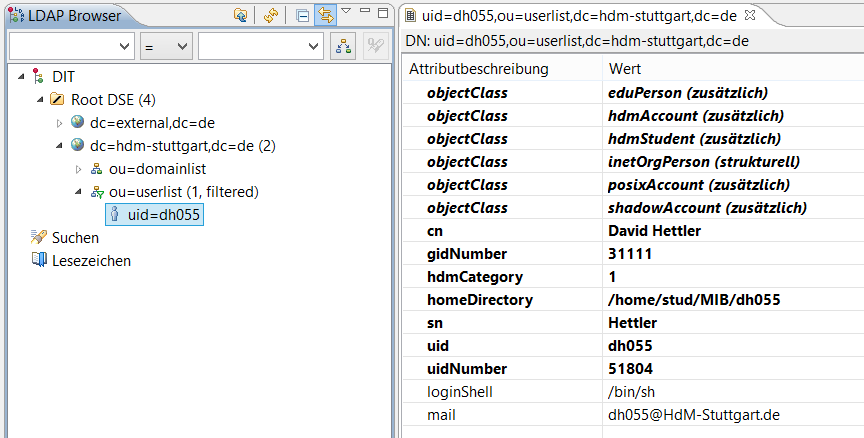 LDAP Browser
=
DIT
Root DSE (4)
dc=external,dc=de
dc=hdm-stuttgart,dc=de (2)
ou=domainlist
ou=userlist (1, filtered)
uid=dh055
Suchen
Lesezeichen
uid=dh055,ou=userlist,dc=hdm-stuttgart,dc=de
DN: uid=dh055,ou=userlist,dc=hdm-stuttgart,dc=de
Attributbeschreibung Wert
objectClass eduPerson (zusätzlich)
objectClass hdmAccount (zusätzlich)
objectClass hdmStudent (zusätzlich)
objectClass inetOrgPerson (strukturell)
objectClass posixAccount (zusätzlich)
objectClass shadowAccount (zusätzlich)
cn David Hettler
gidNumber 31111
hdmCategory 1
homeDirectory /home/stud/MIB/dh055
sn Hettler
uid dh055
uidNumber 51804
loginShell /bin/sh
mail dh055@HdM-Stuttgart.de